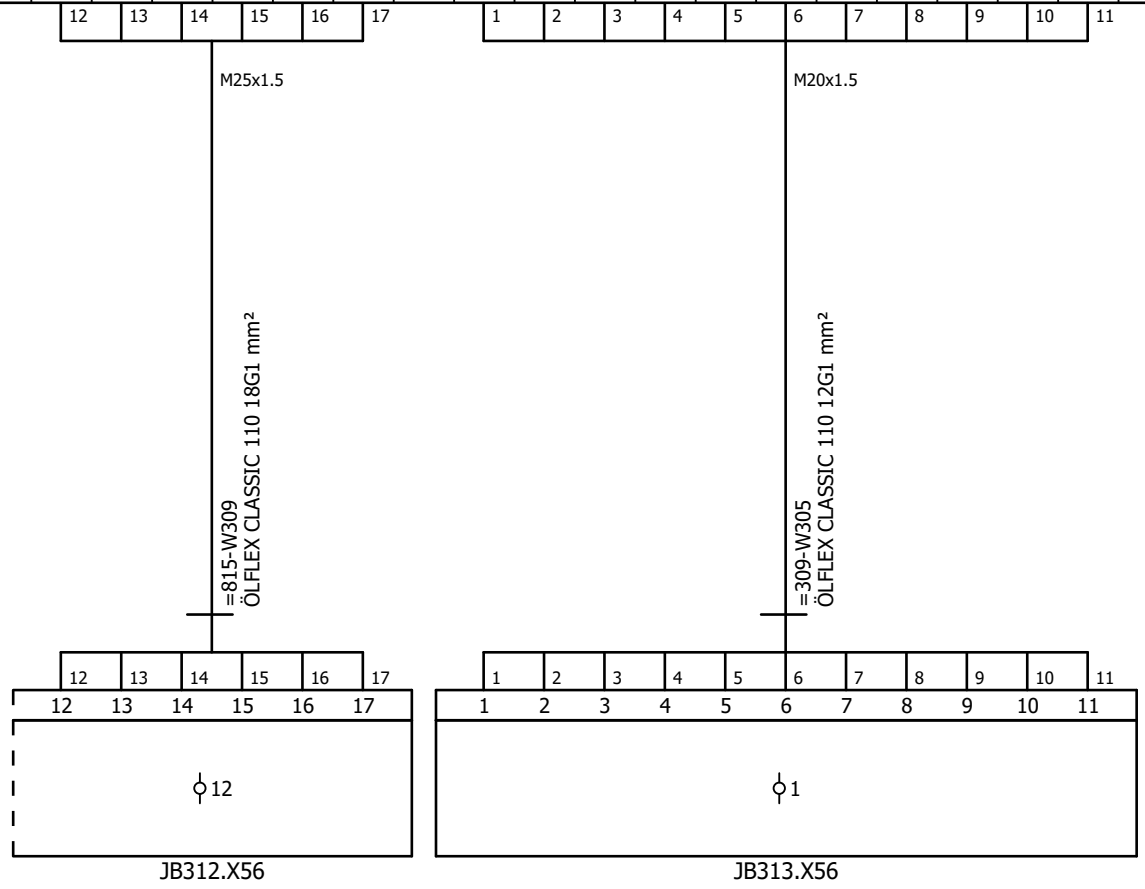 12 13 14 15 16 17 1 2 3 4 5 6 7 8 9 10 11
M25x1.5 M20x1.5
=815-W309
ÖLFLEX CLASSIC 110 18G1 mm²
=309-W305
ÖLFLEX CLASSIC 110 12G1 mm²
12 13 14 15 16 17 1 2 3 4 5 6 7 8 9 10 11
12 13 14 15 16 17 1 2 3 4 5 6 7 8 9 10 11
12 1
JB312.X56 JB313.X56